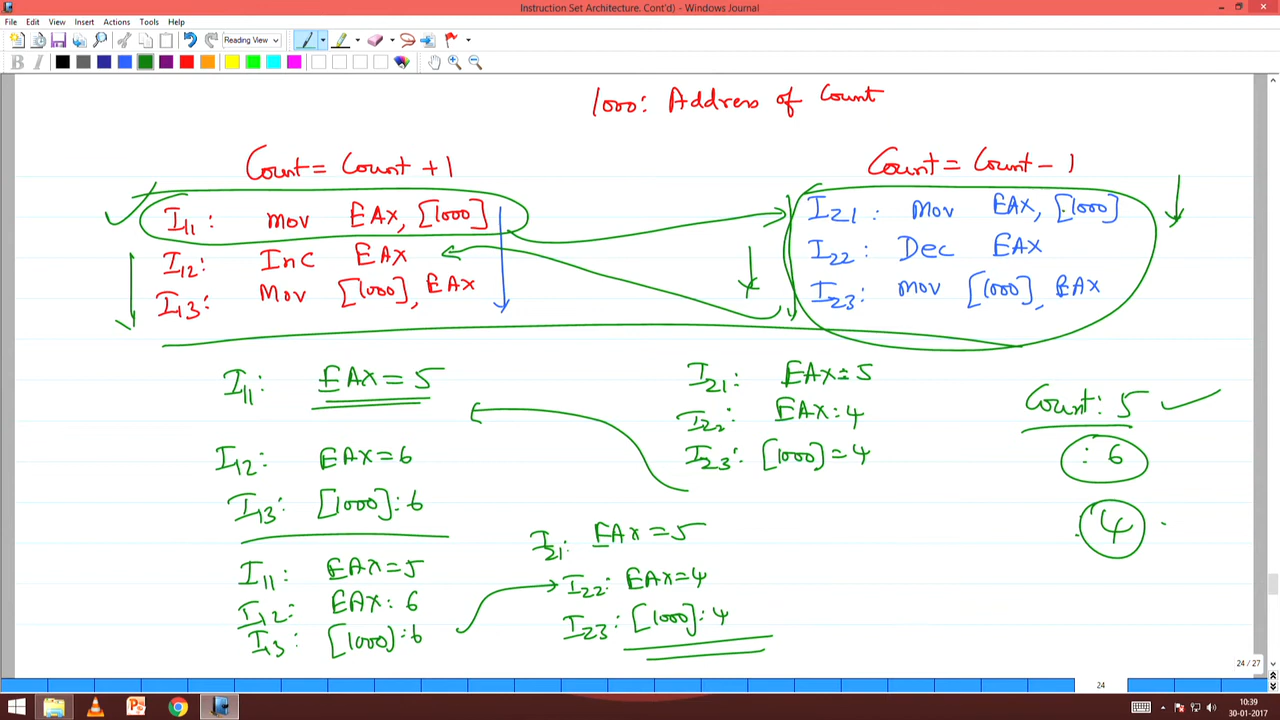 Instruction Set Architecture. Cont'd) - Windows Journal
File Edit View Insert Actions Tools Help
Reading View
B I
1000: Address of Count
Count = Count + 1
I11: mov EAX, [1000]
I12: Inc EAX
I13: Mov [1000], EAX
Count = Count - 1
I21: Mov EAX, [1000]
I22: Dec EAX
I23: mov [1000], EAX
I11: EAX = 5
I12: EAX = 6
I13: [1000]: 6
I21: EAX = 5
I22: EAX: 4
I23: [1000] = 4
Count: 5
: 6
4
I11: EAX = 5
I12: EAX: 6
I13: [1000]: 6
I21: EAX = 5
I22: EAX = 4
I23: [1000]: 4
24 / 27
24
10:39
30-01-2017